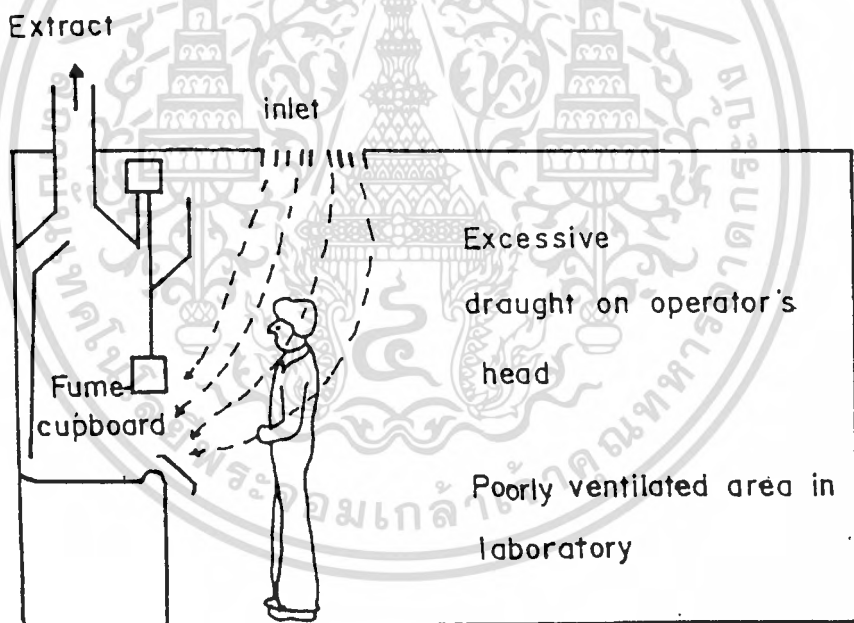 Extract
inlet
Excessive
draught on operator's
head
Fume
cupboard
Poorly ventilated area in
laboratory